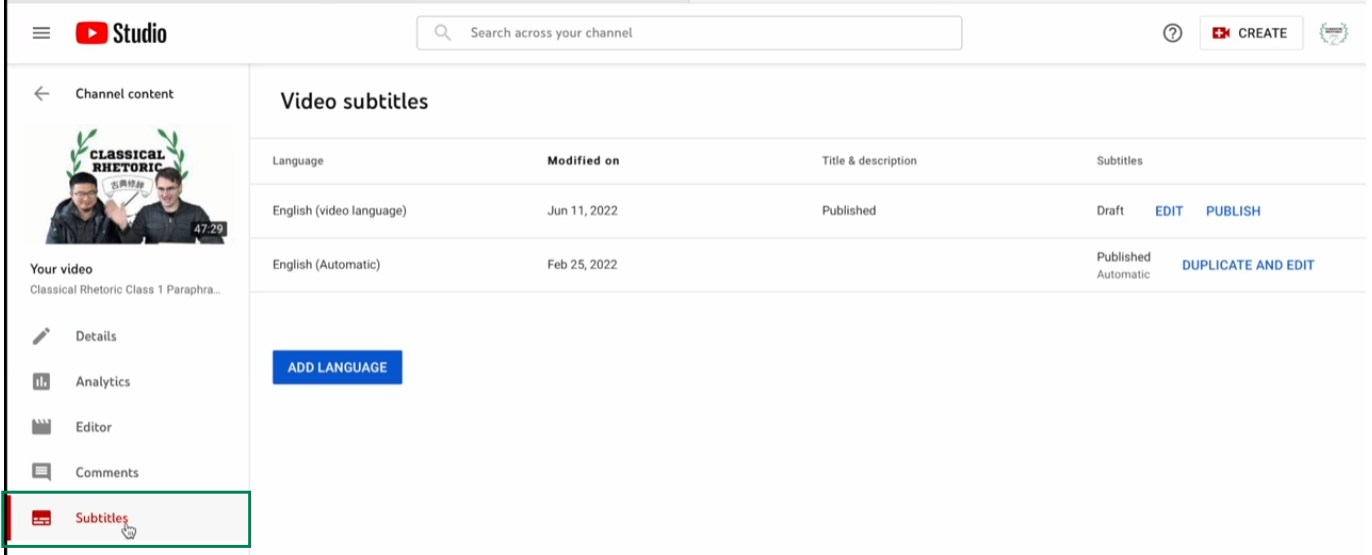 Studio
Search across your channel
CREATE
Channel content
CLASSICAL
RHETORIC
古典修辭
47:29
Your video
Classical Rhetoric Class 1 Paraphra...
Details
Analytics
Editor
Comments
Subtitles
Video subtitles
Language Modified on Title & description Subtitles
English (video language) Jun 11, 2022 Published Draft EDIT PUBLISH
English (Automatic) Feb 25, 2022 Published DUPLICATE AND EDIT
Automatic
ADD LANGUAGE